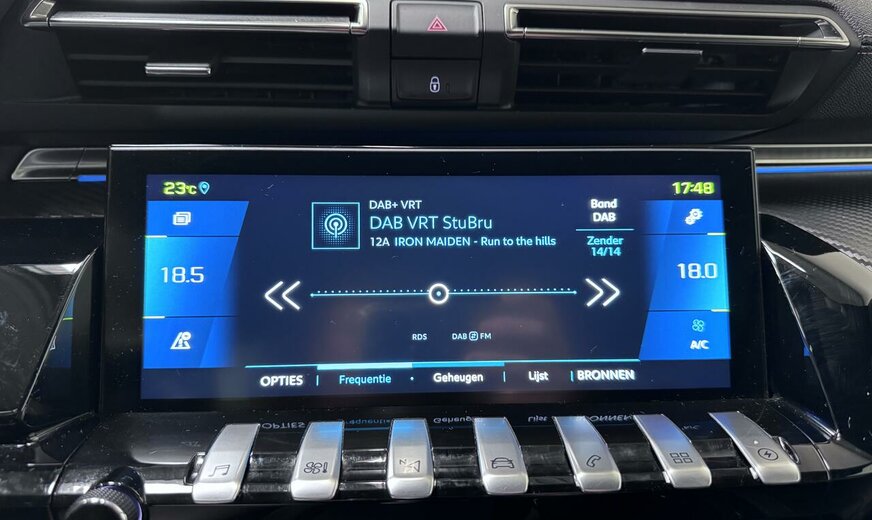 23°C
17:48
DAB+ VRT
Band
DAB
DAB VRT StuBru
12A IRON MAIDEN - Run to the hills
Zender
14/14
18.5
18.0
RDS
DAB FM
A/C
OPTIES
Frequentie
Geheugen
Lijst
BRONNEN
N